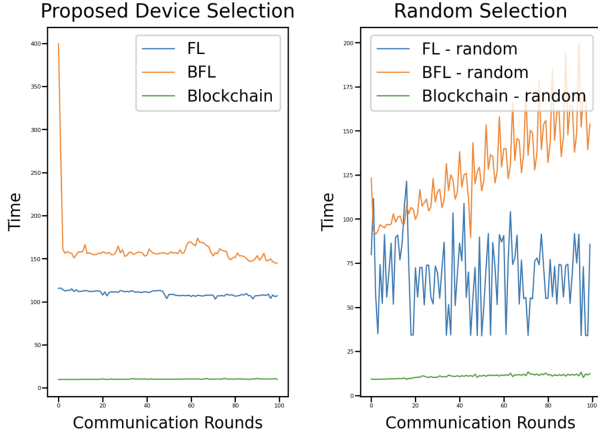 Proposed Device Selection
FL
BFL
Blockchain
400
350
300
250
200
150
100
50
0
Time
0
20
40
60
80
100
Communication Rounds
Random Selection
FL - random
BFL - random
Blockchain - random
200
175
150
125
100
75
50
25
0
Time
0
20
40
60
80
100
Communication Rounds